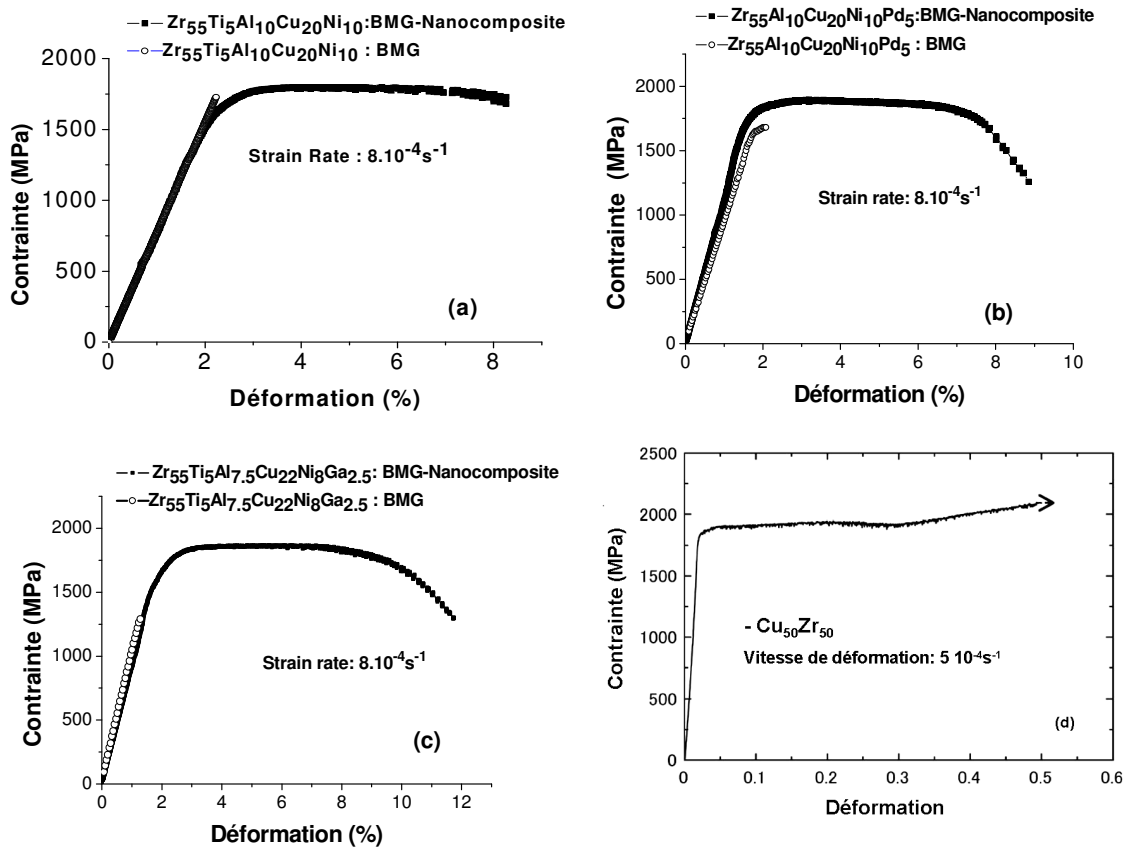 Zr55Ti5Al10Cu20Ni10:BMG-Nanocomposite
Zr55Ti5Al10Cu20Ni10 : BMG
2000
1500
1000
500
0
Contrainte (MPa)
Strain Rate : 8.10-4s-1
(a)
0 2 4 6 8
Déformation (%)
Zr55Al10Cu20Ni10Pd5:BMG-Nanocomposite
Zr55Al10Cu20Ni10Pd5 : BMG
2500
2000
1500
1000
500
0
Contrainte (MPa)
Strain rate: 8.10-4s-1
(b)
0 2 4 6 8 10
Déformation (%)
Zr55Ti5Al7.5Cu22Ni8Ga2.5: BMG-Nanocomposite
Zr55Ti5Al7.5Cu22Ni8Ga2.5 : BMG
2000
1500
1000
500
0
Contrainte (MPa)
Strain rate: 8.10-4s-1
(c)
0 2 4 6 8 10 12
Déformation (%)
2500
2000
1500
1000
500
0
Contrainte (MPa)
- Cu50Zr50
Vitesse de déformation: 5 10-4s-1
(d)
0 0.1 0.2 0.3 0.4 0.5 0.6
Déformation